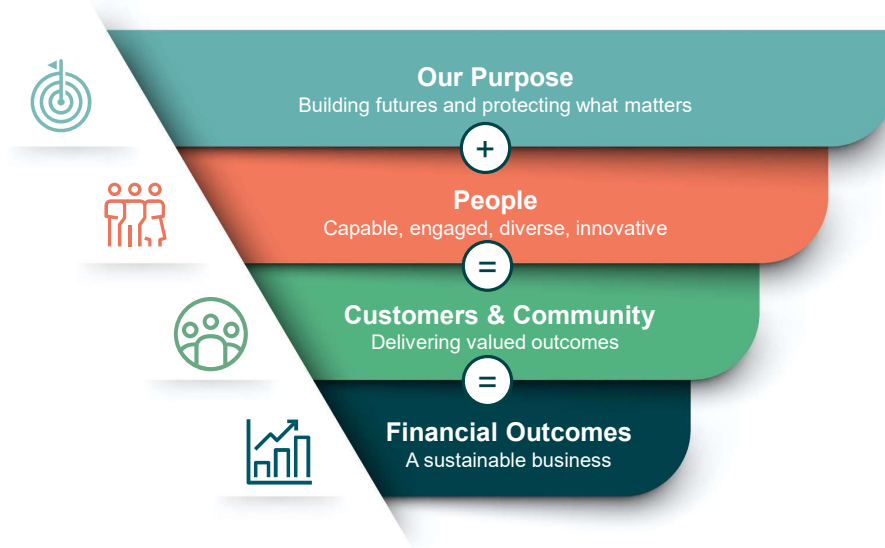 Our Purpose
Building futures and protecting what matters
+
People
Capable, engaged, diverse, innovative
=
Customers & Community
Delivering valued outcomes
=
Financial Outcomes
A sustainable business